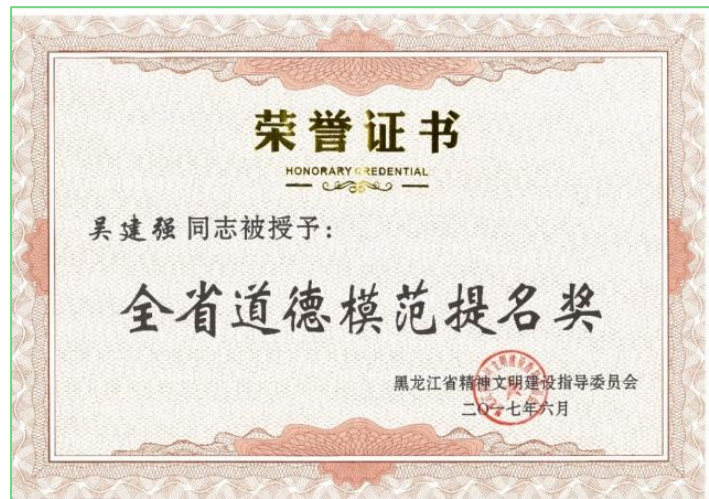 荣誉证书
HONORARY CREDENTIAL
吴建强同志被授予：
全省道德模范提名奖
黑龙江省精神文明建设指导委员会
二〇一七年六月